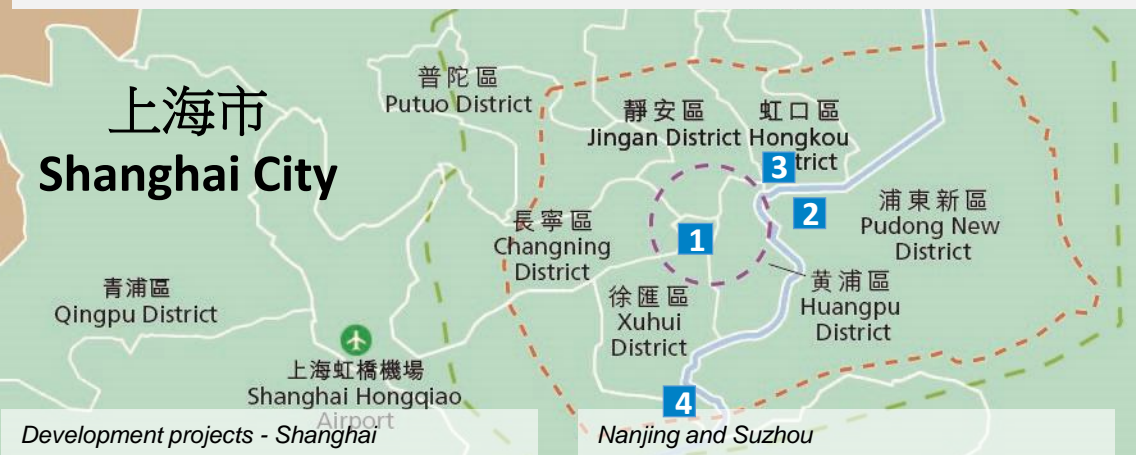 上海市
Shanghai City
普陀區
Putuo District
靜安區
Jingan District
虹口區
Hongkou
trict
3
2
1
浦東新區
Pudong New
District
長寧區
Changning
District
黄浦區
Huangpu
District
青浦區
Qingpu District
徐匯區
Xuhui
District
上海虹橋機場
Shanghai Hongqiao
Airport
4
Development projects - Shanghai
Nanjing and Suzhou